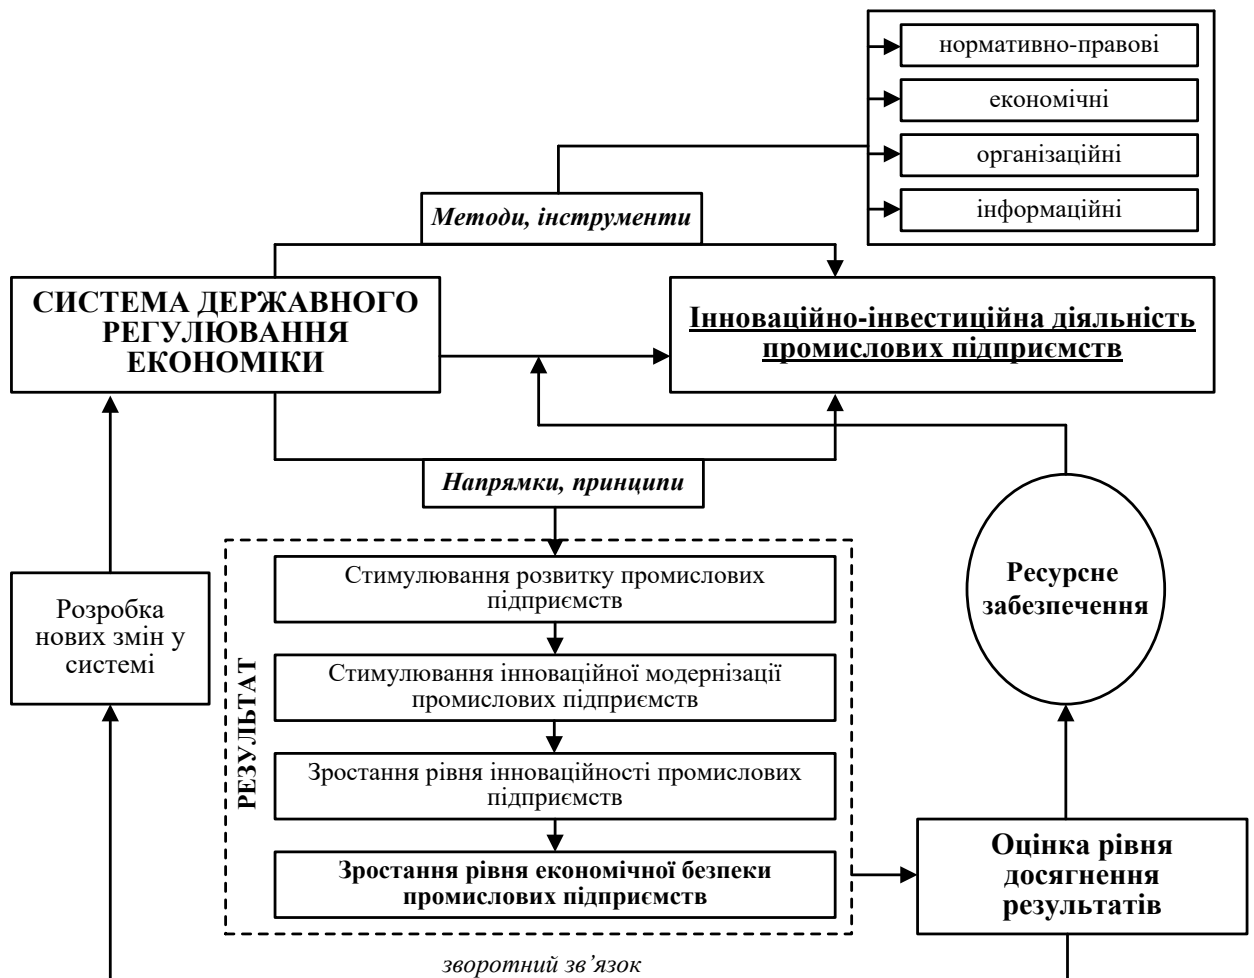 нормативно-правові
економічні
організаційні
інформаційні
Методи, інструменти
СИСТЕМА ДЕРЖАВНОГО
РЕГУЛЮВАННЯ
ЕКОНОМІКИ
Інноваційно-інвестиційна діяльність
промислових підприємств
Напрямки, принципи
Стимулювання розвитку промислових
підприємств
Розробка
нових змін у
системі
РЕЗУЛЬТАТ
Стимулювання інноваційної модернізації
промислових підприємств
Зростання рівня інноваційності промислових
підприємств
Зростання рівня економічної безпеки
промислових підприємств
Ресурсне
забезпечення
Оцінка рівня
досягнення
результатів
зворотний зв’язок